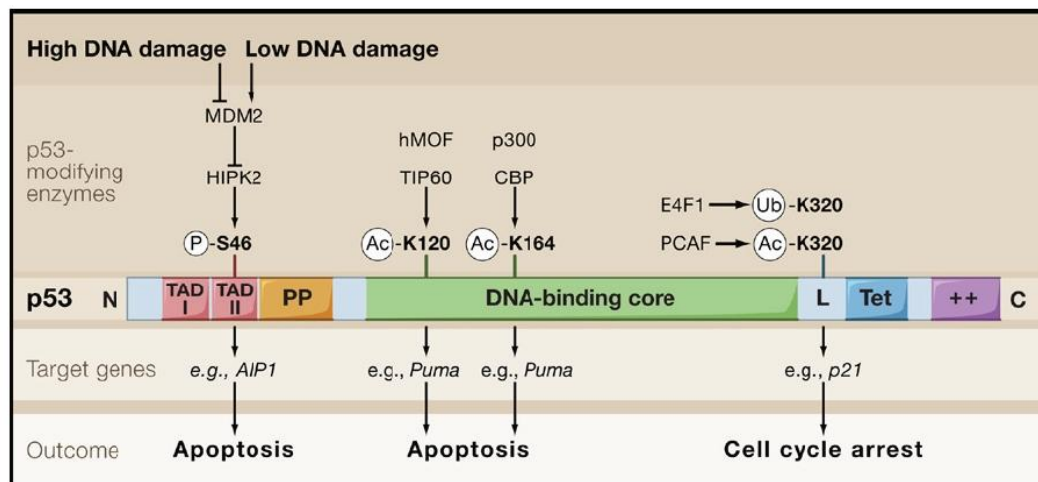 High DNA damage Low DNA damage
MDM2
p53-
modifying
enzymes
HIPK2
hMOF p300
TIP60 CBP
E4F1 Ub -K320
P -S46 Ac -K120 Ac -K164 PCAF Ac -K320
p53 N TAD I TAD II PP DNA-binding core L Tet ++ C
Target genes e.g., AIP1 e.g., Puma e.g., Puma e.g., p21
Outcome Apoptosis Apoptosis Cell cycle arrest